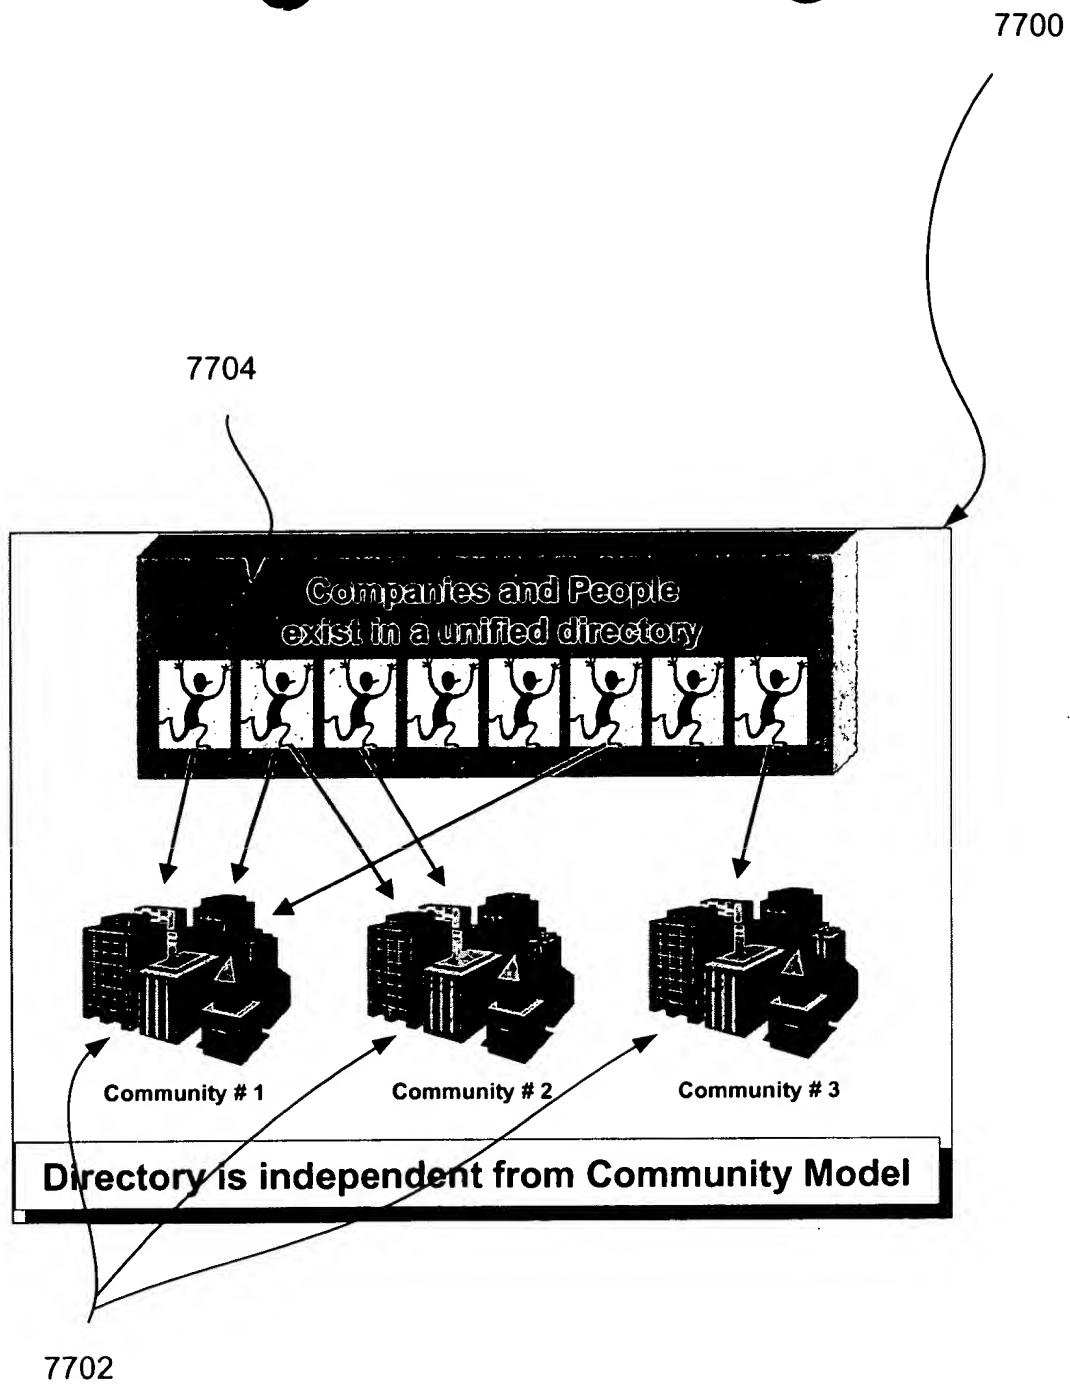 7700
7704
Companies and People
exist in a unified directory
Community # 1
Community # 2
Community # 3
Directory is independent from Community Model
7702